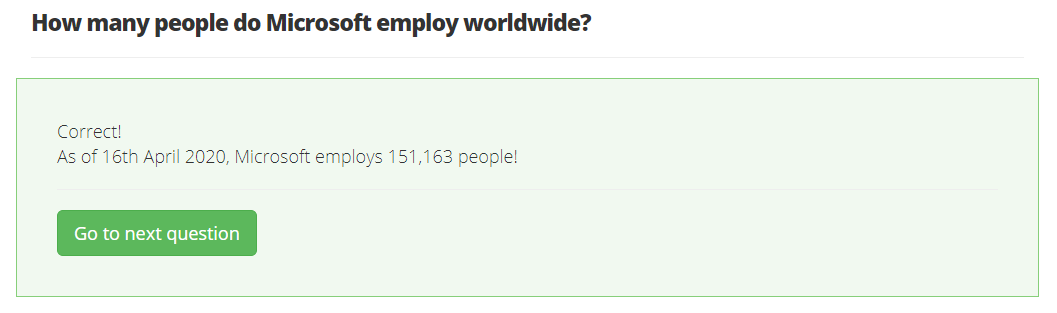 How many people do Microsoft employ worldwide?
Correct!
As of 16th April 2020, Microsoft employs 151,163 people!
Go to next question